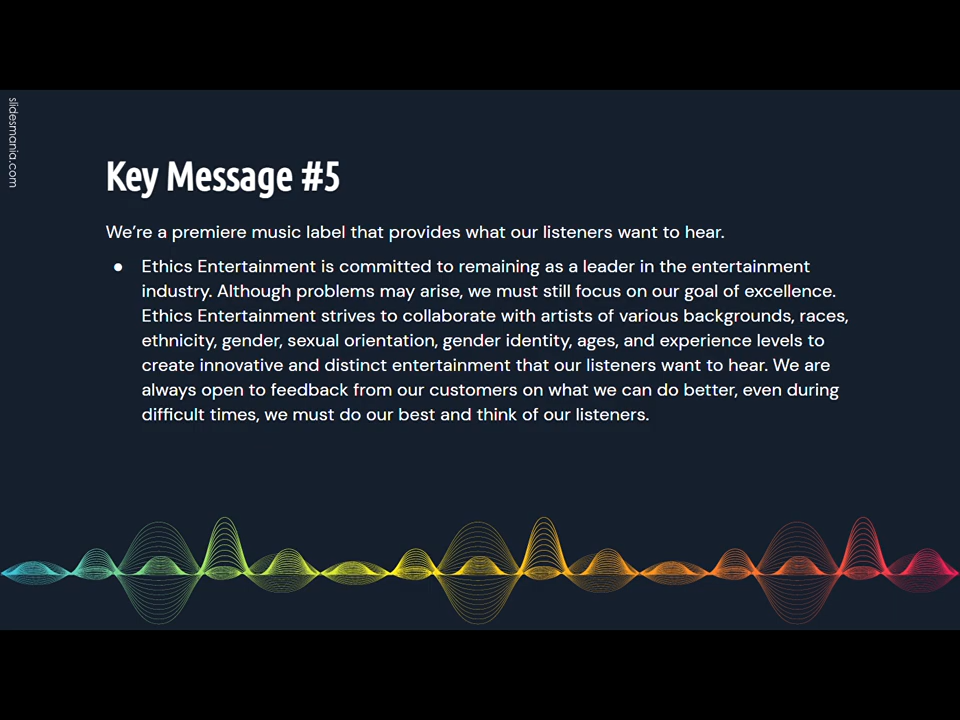 slidesmania.com
Key Message #5
We're a premiere music label that provides what our listeners want to hear.
● Ethics Entertainment is committed to remaining as a leader in the entertainment
industry. Although problems may arise, we must still focus on our goal of excellence.
Ethics Entertainment strives to collaborate with artists of various backgrounds, races,
ethnicity, gender, sexual orientation, gender identity, ages, and experience levels to
create innovative and distinct entertainment that our listeners want to hear. We are
always open to feedback from our customers on what we can do better, even during
difficult times, we must do our best and think of our listeners.